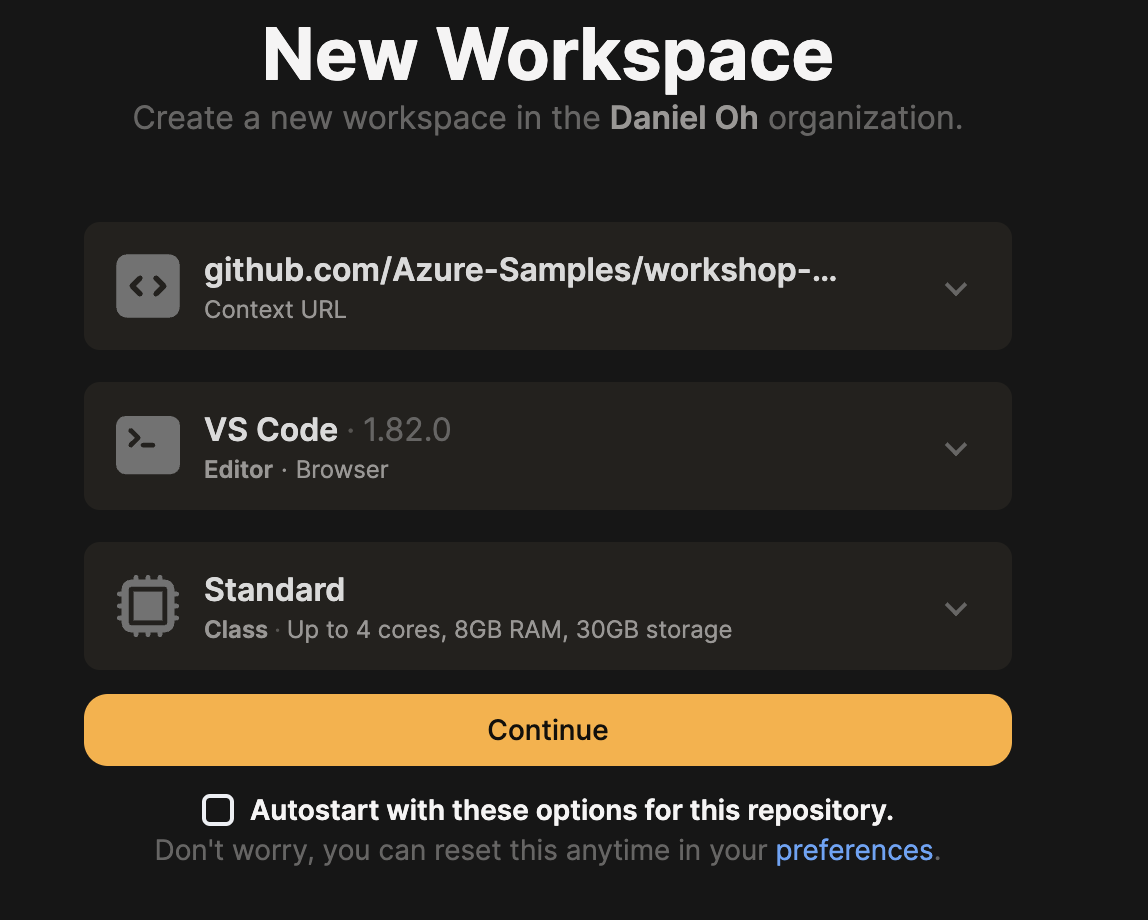 New Workspace
Create a new workspace in the Daniel Oh organization.
github.com/Azure-Samples/workshop-...
Context URL
VS Code · 1.82.0
Editor · Browser
Standard
Class · Up to 4 cores, 8GB RAM, 30GB storage
Continue
Autostart with these options for this repository.
Don't worry, you can reset this anytime in your preferences.